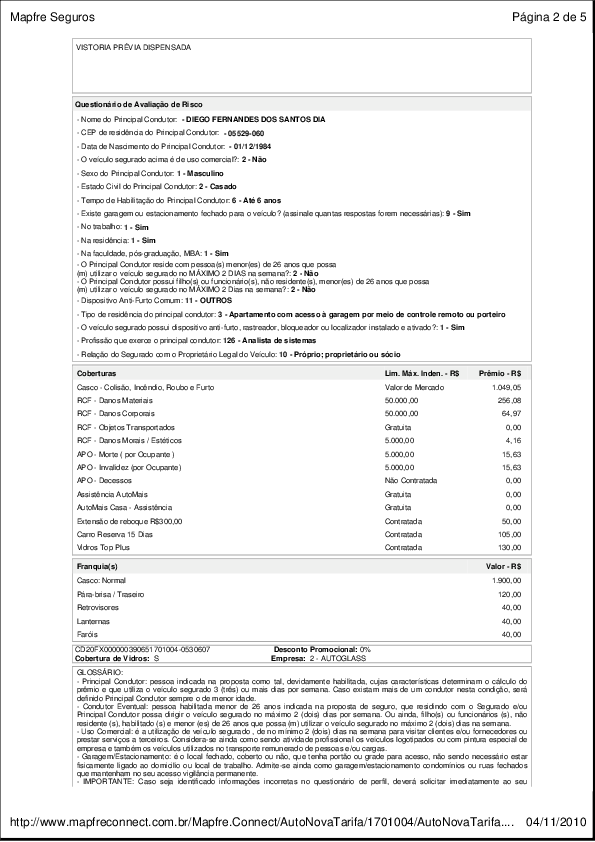 Mapfre Seguros
Página 2 de 5
VISTORIA PRÉVIA DISPENSADA
Questionário de Avaliação de Risco
- Nome do Principal Condutor: - DIEGO FERNANDES DOS SANTOS DIA
- CEP de residência do Principal Condutor: - 05529-060
- Data de Nascimento do Principal Condutor: - 01/12/1984
- O veículo segurado acima é de uso comercial?: 2 - Não
- Sexo do Principal Condutor: 1 - Masculino
- Estado Civil do Principal Condutor: 2 - Casado
- Tempo de Habilitação do Principal Condutor: 6 - Até 6 anos
- Existe garagem ou estacionamento fechado para o veículo? (assinale quantas respostas forem necessárias): 9 - Sim
- No trabalho: 1 - Sim
- Na residência: 1 - Sim
- Na faculdade, pós-graduação, MBA: 1 - Sim
- O Principal Condutor reside com pessoa(s) menor(es) de 26 anos que possa
(m) utilizar o veículo segurado no MÁXIMO 2 DIAS na semana?: 2 - Não
- O Principal Condutor possui filho(s) ou funcionário(s), não residente(s), menor(es) de 26 anos que possa
(m) utilizar o veículo segurado no MÁXIMO 2 Dias na semana?: 2 - Não
- Dispositivo Anti-Furto Comum: 11 - OUTROS
- Tipo de residência do principal condutor: 3 - Apartamento com acesso à garagem por meio de controle remoto ou porteiro
- O veículo segurado possui dispositivo anti-furto, rastreador, bloqueador ou localizador instalado e ativado?: 1 - Sim
- Profissão que exerce o principal condutor: 126 - Analista de sistemas
- Relação do Segurado com o Proprietário Legal do Veículo: 10 - Próprio; proprietário ou sócio
Coberturas Lim. Máx. Inden. - R$ Prêmio - R$
Casco - Colisão, Incêndio, Roubo e Furto Valor de Mercado 1.049,05
RCF - Danos Materiais 50.000,00 256,08
RCF - Danos Corporais 50.000,00 64,97
RCF - Objetos Transportados Gratuita 0,00
RCF - Danos Morais / Estéticos 5.000,00 4,16
APO - Morte ( por Ocupante ) 5.000,00 15,63
APO - Invalidez (por Ocupante) 5.000,00 15,63
APO - Decessos Não Contratada 0,00
Assistência AutoMais Gratuita 0,00
AutoMais Casa - Assistência Gratuita 0,00
Extensão de reboque R$300,00 Contratada 50,00
Carro Reserva 15 Dias Contratada 105,00
Vidros Top Plus Contratada 130,00
Franquia(s) Valor - R$
Casco: Normal 1.900,00
Pára-brisa / Traseiro 120,00
Retrovisores 40,00
Lanternas 40,00
Faróis 40,00
CD20FX000000390651701004-0530607 Desconto Promocional: 0%
Cobertura de Vidros: S Empresa: 2 - AUTOGLASS
GLOSSÁRIO:
- Principal Condutor: pessoa indicada na proposta como tal, devidamente habilitada, cujas características determinam o cálculo do
prêmio e que utiliza o veículo segurado 3 (três) ou mais dias por semana. Caso existam mais de um condutor nesta condição, será
definido Principal Condutor sempre o de menor idade.
- Condutor Eventual: pessoa habilitada menor de 26 anos indicada na proposta de seguro, que residindo com o Segurado e/ou
Principal Condutor possa dirigir o veículo segurado no máximo 2 (dois) dias por semana. Ou ainda, filho(s) ou funcionários (s), não
residente (s), habilitado (s) e menor (es) de 26 anos que possa (m) utilizar o veículo segurado no máximo 2 (dois) dias na semana.
- Uso Comercial: é a utilização de veículo segurado , de no mínimo 2 (dois) dias na semana para visitar clientes e/ou fornecedores ou
prestar serviços a terceiros. Considera-se ainda como sendo atividade profissional os veículos logotipados ou com pintura especial de
empresa e também os veículos utilizados no transporte remunerado de pessoas e/ou cargas.
- Garagem/Estacionamento: é o local fechado, coberto ou não, que tenha portão ou grade para acesso, não sendo necessário estar
fisicamente ligado ao domicílio ou local de trabalho. Admite-se ainda como garagem/estacionamento condomínios ou ruas fechados
que mantenham no seu acesso vigilância permanente.
- IMPORTANTE: Caso seja identificado informações incorretas no questionário de perfil, deverá solicitar imediatamente ao seu
http://www.mapfreconnect.com.br/Mapfre.Connect/AutoNovaTarifa/1701004/AutoNovaTarifa.... 04/11/2010